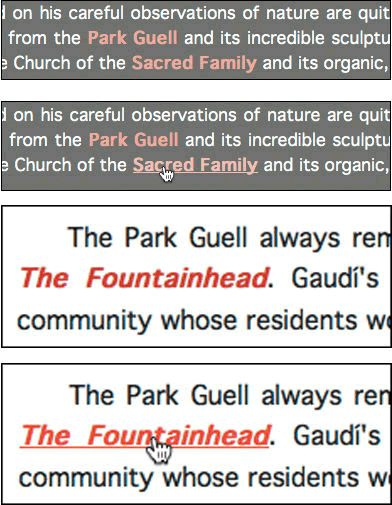 on his careful observations of nature are quit
from the Park Guell and its incredible sculptu
e Church of the Sacred Family and its organic,
on his careful observations of nature are quit
from the Park Guell and its incredible sculptu
e Church of the Sacred Family and its organic,
The Park Guell always rem
The Fountainhead. Gaudí's
community whose residents wo
The Park Guell always rem
The Fountainhead. Gaudí's
community whose residents wo